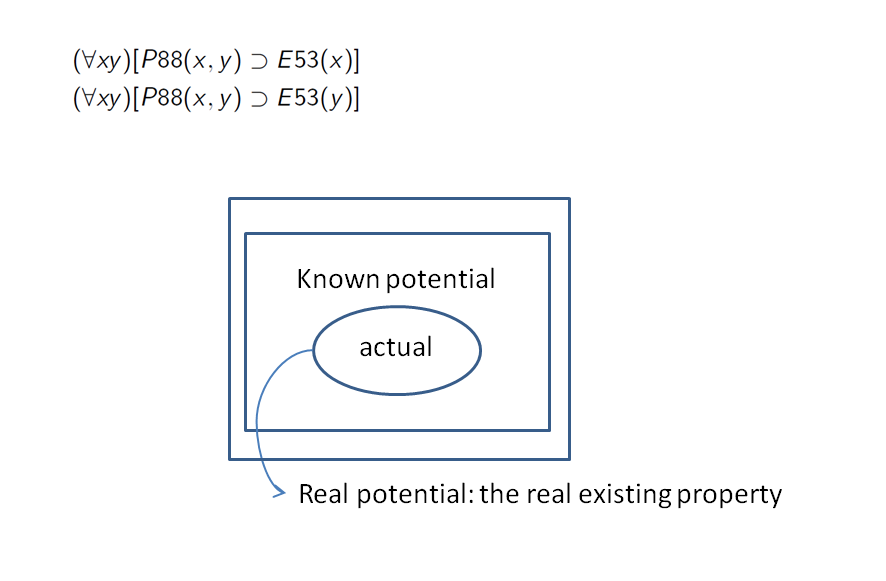 (∀xy)[P88(x, y) ⊃ E53(x)]
(∀xy)[P88(x, y) ⊃ E53(y)]
Known potential
actual
Real potential: the real existing property